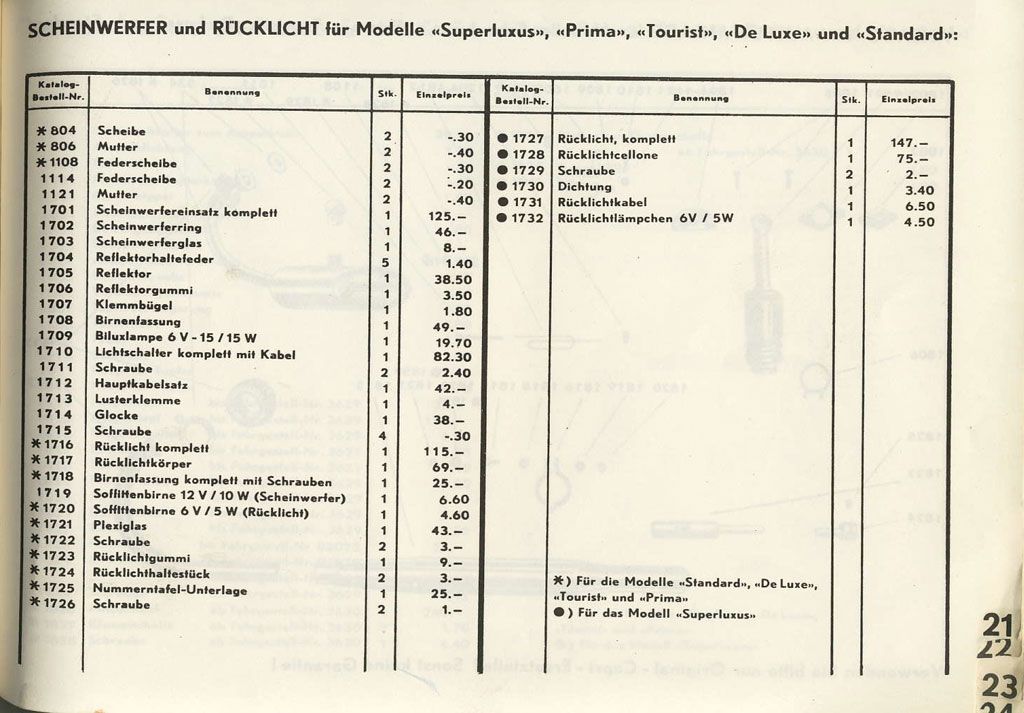 SCHEINWERFER und RÜCKLICHT für Modelle «Superluxus», «Prima», «Tourist», «De Luxe» und «Standard»:
Katalog-Bestell-Nr. Benennung Stk. Einzelpreis
* 804 Scheibe 2 -.30
* 806 Mutter 2 -.40
* 1108 Federscheibe 2 -.30
1114 Federscheibe 2 -.20
1121 Mutter 2 -.40
1701 Scheinwerfereinsatz komplett 1 125.–
1702 Scheinwerferring 1 46.–
1703 Scheinwerferglas 1 8.–
1704 Reflektorhaltefeder 5 1.40
1705 Reflektor 1 38.50
1706 Reflektorgummi 1 3.50
1707 Klemmbügel 1 1.80
1708 Birnenfassung 1 49.–
1709 Biluxlampe 6 V - 15 / 15 W 1 19.70
1710 Lichtschalter komplett mit Kabel 1 82.30
1711 Schraube 2 2.40
1712 Hauptkabelsatz 1 42.–
1713 Lusterklemme 1 4.–
1714 Glocke 1 38.–
1715 Schraube 4 -.30
* 1716 Rücklicht komplett 1 115.–
* 1717 Rücklichtkörper 1 69.–
* 1718 Birnenfassung komplett mit Schrauben 1 25.–
1719 Soffittenbirne 12 V / 10 W (Scheinwerfer) 1 6.60
* 1720 Soffittenbirne 6 V / 5 W (Rücklicht) 1 4.60
* 1721 Plexiglas 1 43.–
* 1722 Schraube 2 3.–
* 1723 Rücklichtgummi 1 9.–
* 1724 Rücklichthaltestück 2 3.–
* 1725 Nummerntafel-Unterlage 1 25.–
* 1726 Schraube 2 1.–
Katalog-Bestell-Nr. Benennung Stk. Einzelpreis
● 1727 Rücklicht, komplett 1 147.–
● 1728 Rücklichtcellone 1 75.–
● 1729 Schraube 2 2.–
● 1730 Dichtung 1 3.40
● 1731 Rücklichtkabel 1 6.50
● 1732 Rücklichtlämpchen 6V / 5W 1 4.50
*) Für die Modelle «Standard», «De Luxe»,
«Tourist» und «Prima»
●) Für das Modell «Superluxus»
21
22
23
24